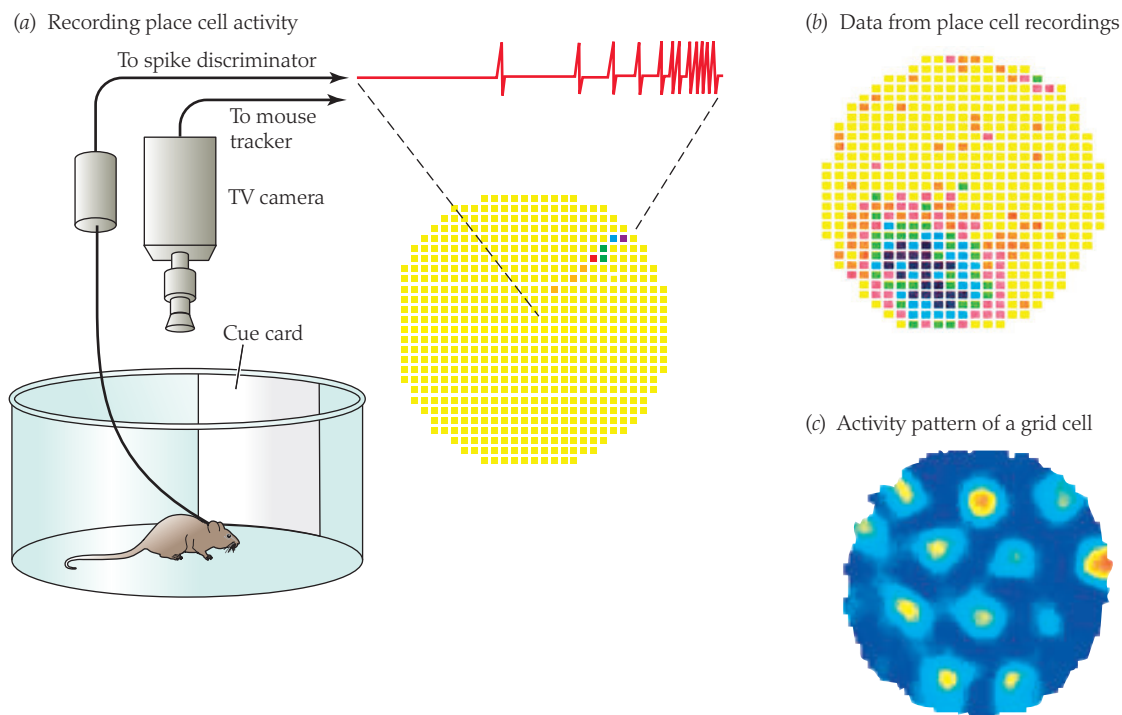 (a) Recording place cell activity
To spike discriminator
To mouse
tracker
TV camera
Cue card
(b) Data from place cell recordings
(c) Activity pattern of a grid cell